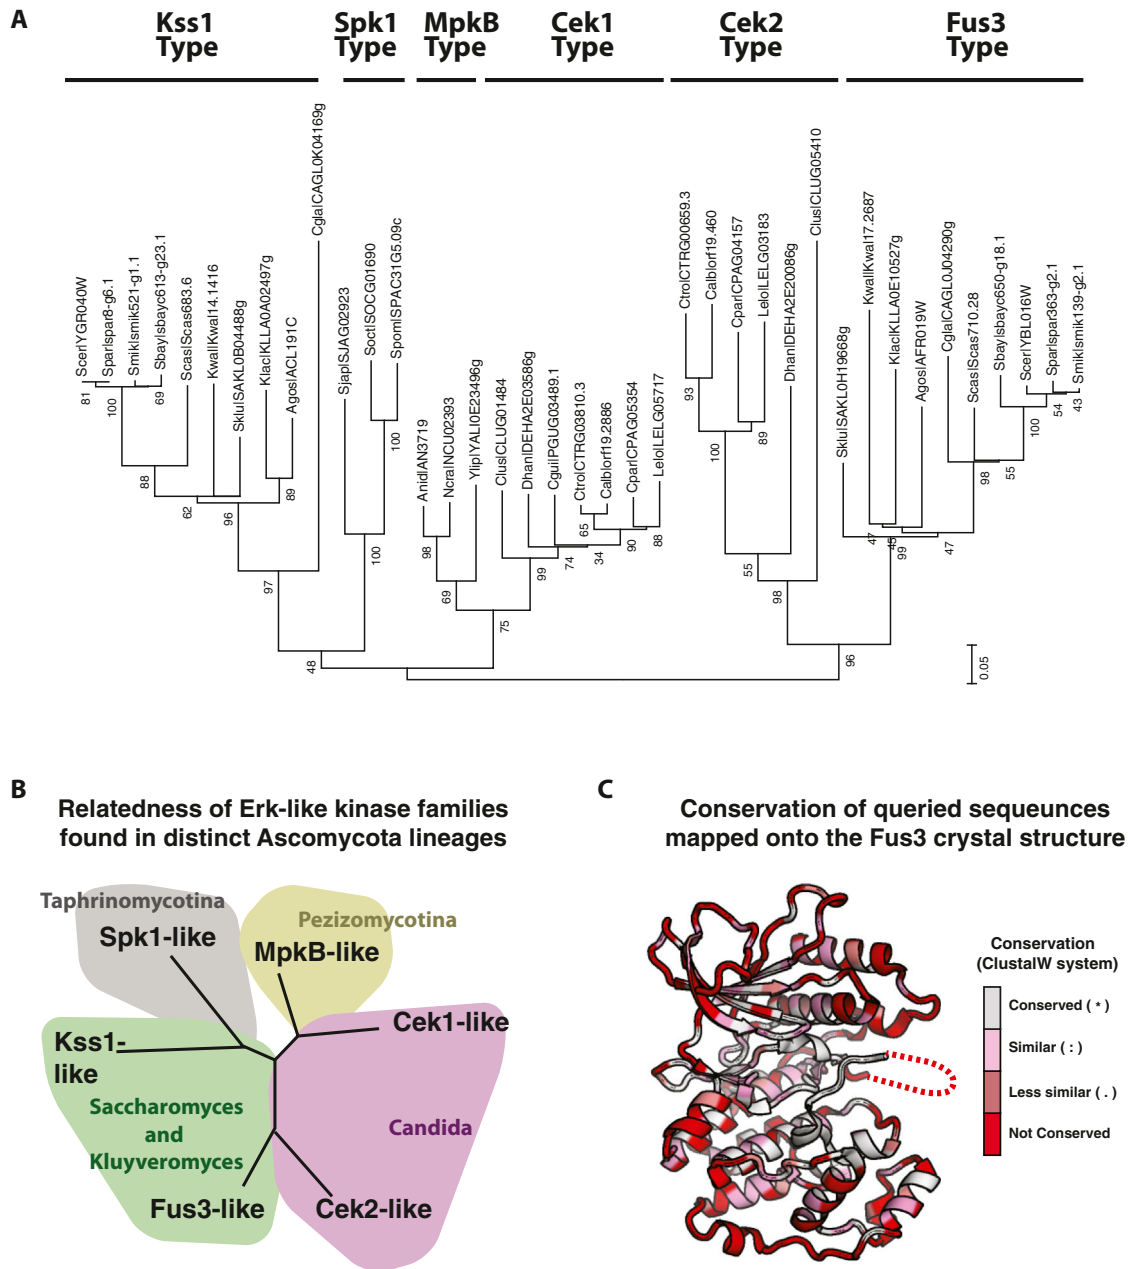 A
Kss1
Type
Spk1
Type
MpkB
Type
Cek1
Type
Cek2
Type
Fus3
Type
Scer|YGR040W
Spar|spar8-g6.1
Smik|smik521-g1.1
Sbay|sbayc613-g23.1
Scas|Scas683.6
Kwal|Kwal14.1416
Sklu|SAKL0B04488g
Klac|KLLA0A02497g
Agos|ACL191C
Cgla|CAGL0K04169g
Sjap|SJAG02923
Soct|SOCG01690
Spom|SPAC31G5.09c
Anid|AN3719
Ncra|NCU02393
Ylip|YALI0E23496g
Clus|CLUG01484
Dhan|DEHA2E03586g
Cgui|PGUG03489.1
Ctro|CTRG03810.3
Calb|orf19.2886
Cpar|CPAG05354
Lelo|LELG05717
Ctro|CTRG00659.3
Calb|orf19.460
Cpar|CPAG04157
Lelo|LELG03183
Dhan|DEHA2E20086g
Clus|CLUG05410
Sklu|SAKL0H19668g
Kwal|Kwal17.2687
Klac|KLLA0E10527g
Agos|AFR019W
Cgla|CAGL0J04290g
Scas|Scas710.28
Sbay|sbayc650-g18.1
Scer|YBL016W
Spar|spar363-g2.1
Smik|smik139-g2.1
81
100
69
88
62
96
89
97
48
100
100
98
69
75
99
74
65
34
90
88
93
100
89
55
98
96
47
45
99
47
98
55
100
54
43
0.05
B
Relatedness of Erk-like kinase families
found in distinct Ascomycota lineages
Taphrinomycotina
Spk1-like
Pezizomycotina
MpkB-like
Cek1-like
Kss1-
like
Saccharomyces
and
Kluyveromyces
Candida
Fus3-like
Cek2-like
C
Conservation of queried sequeunces
mapped onto the Fus3 crystal structure
Conservation
(ClustalW system)
Conserved ( * )
Similar ( : )
Less similar ( . )
Not Conserved